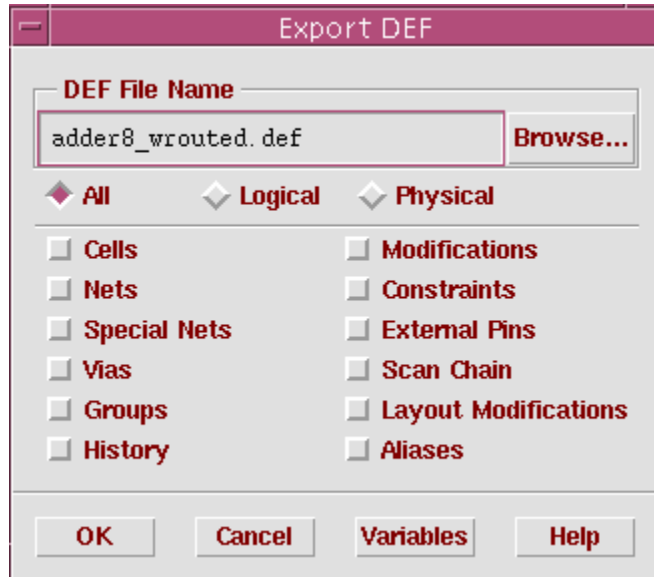 Export DEF
DEF File Name
adder8_wrouted.def Browse...
All Logical Physical
Cells Modifications
Nets Constraints
Special Nets External Pins
Vias Scan Chain
Groups Layout Modifications
History Aliases
OK Cancel Variables Help